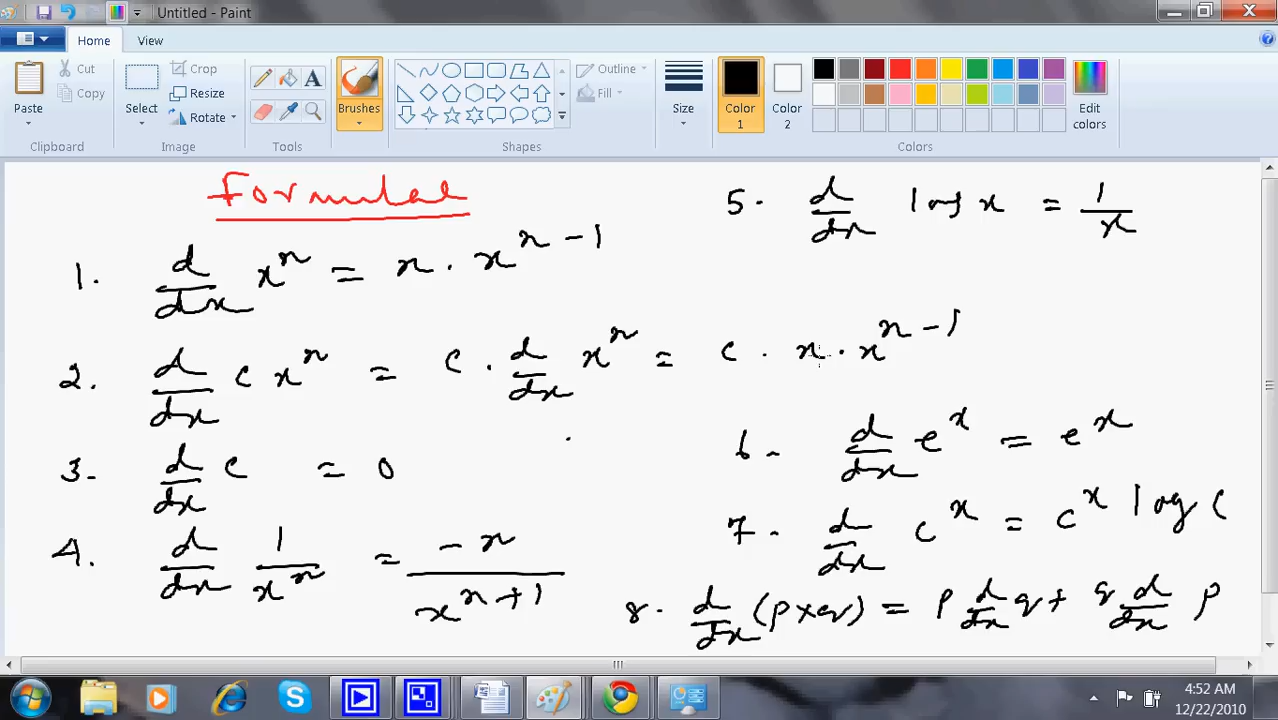 Untitled - Paint
Home View
Paste
Cut
Copy
Clipboard
Select
Crop
Resize
Rotate
Image
Tools
Brushes
Shapes
Outline
Fill
Size
Color 1
Color 2
Edit colors
Colors
Formulae
1. d/dx x^n = n · x^(n-1)
2. d/dx c x^n = c · d/dx x^n = c · n · x^(n-1)
3. d/dx c = 0
4. d/dx 1/x^n = -n/x^(n+1)
5. d/dx log x = 1/x
6. d/dx e^x = e^x
7. d/dx c^x = c^x log c
8. d/dx (p×q) = p d/dx q + q d/dx p
4:52 AM
12/22/2010